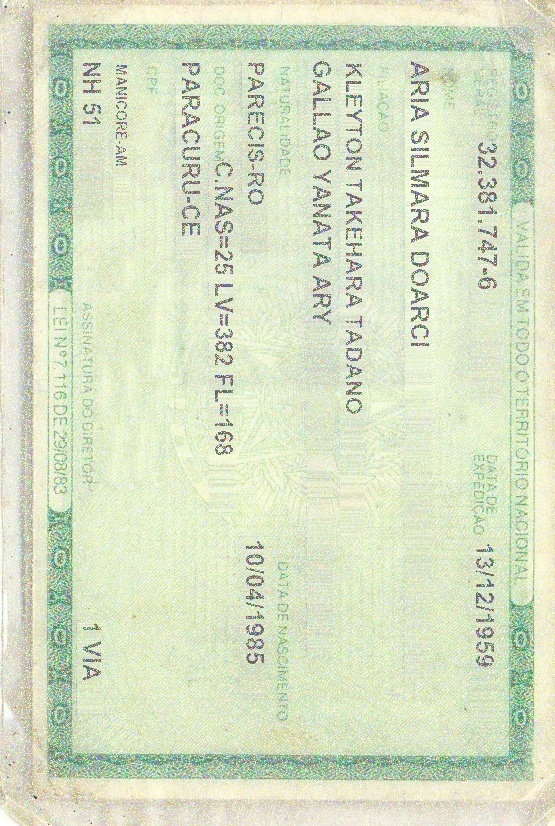 VALIDA EM TODO O TERRITÓRIO NACIONAL
32.381.747-6
DATA DE EXPEDIÇÃO 13/12/1959
NOME
ARIA SILMARA DOARCI
FILIAÇÃO
KLEYTON TAKEHARA TADANO
GALLAO YANATA ARY
NATURALIDADE DATA DE NASCIMENTO
PARECIS-RO 10/04/1985
DOC ORIGEM C.NAS=25 LV=382 FL=168
PARACURU-CE
CPF
MANICORE-AM
NH 51 1 VIA
ASSINATURA DO DIRETOR
LEI Nº 7.116 DE 29/08/83